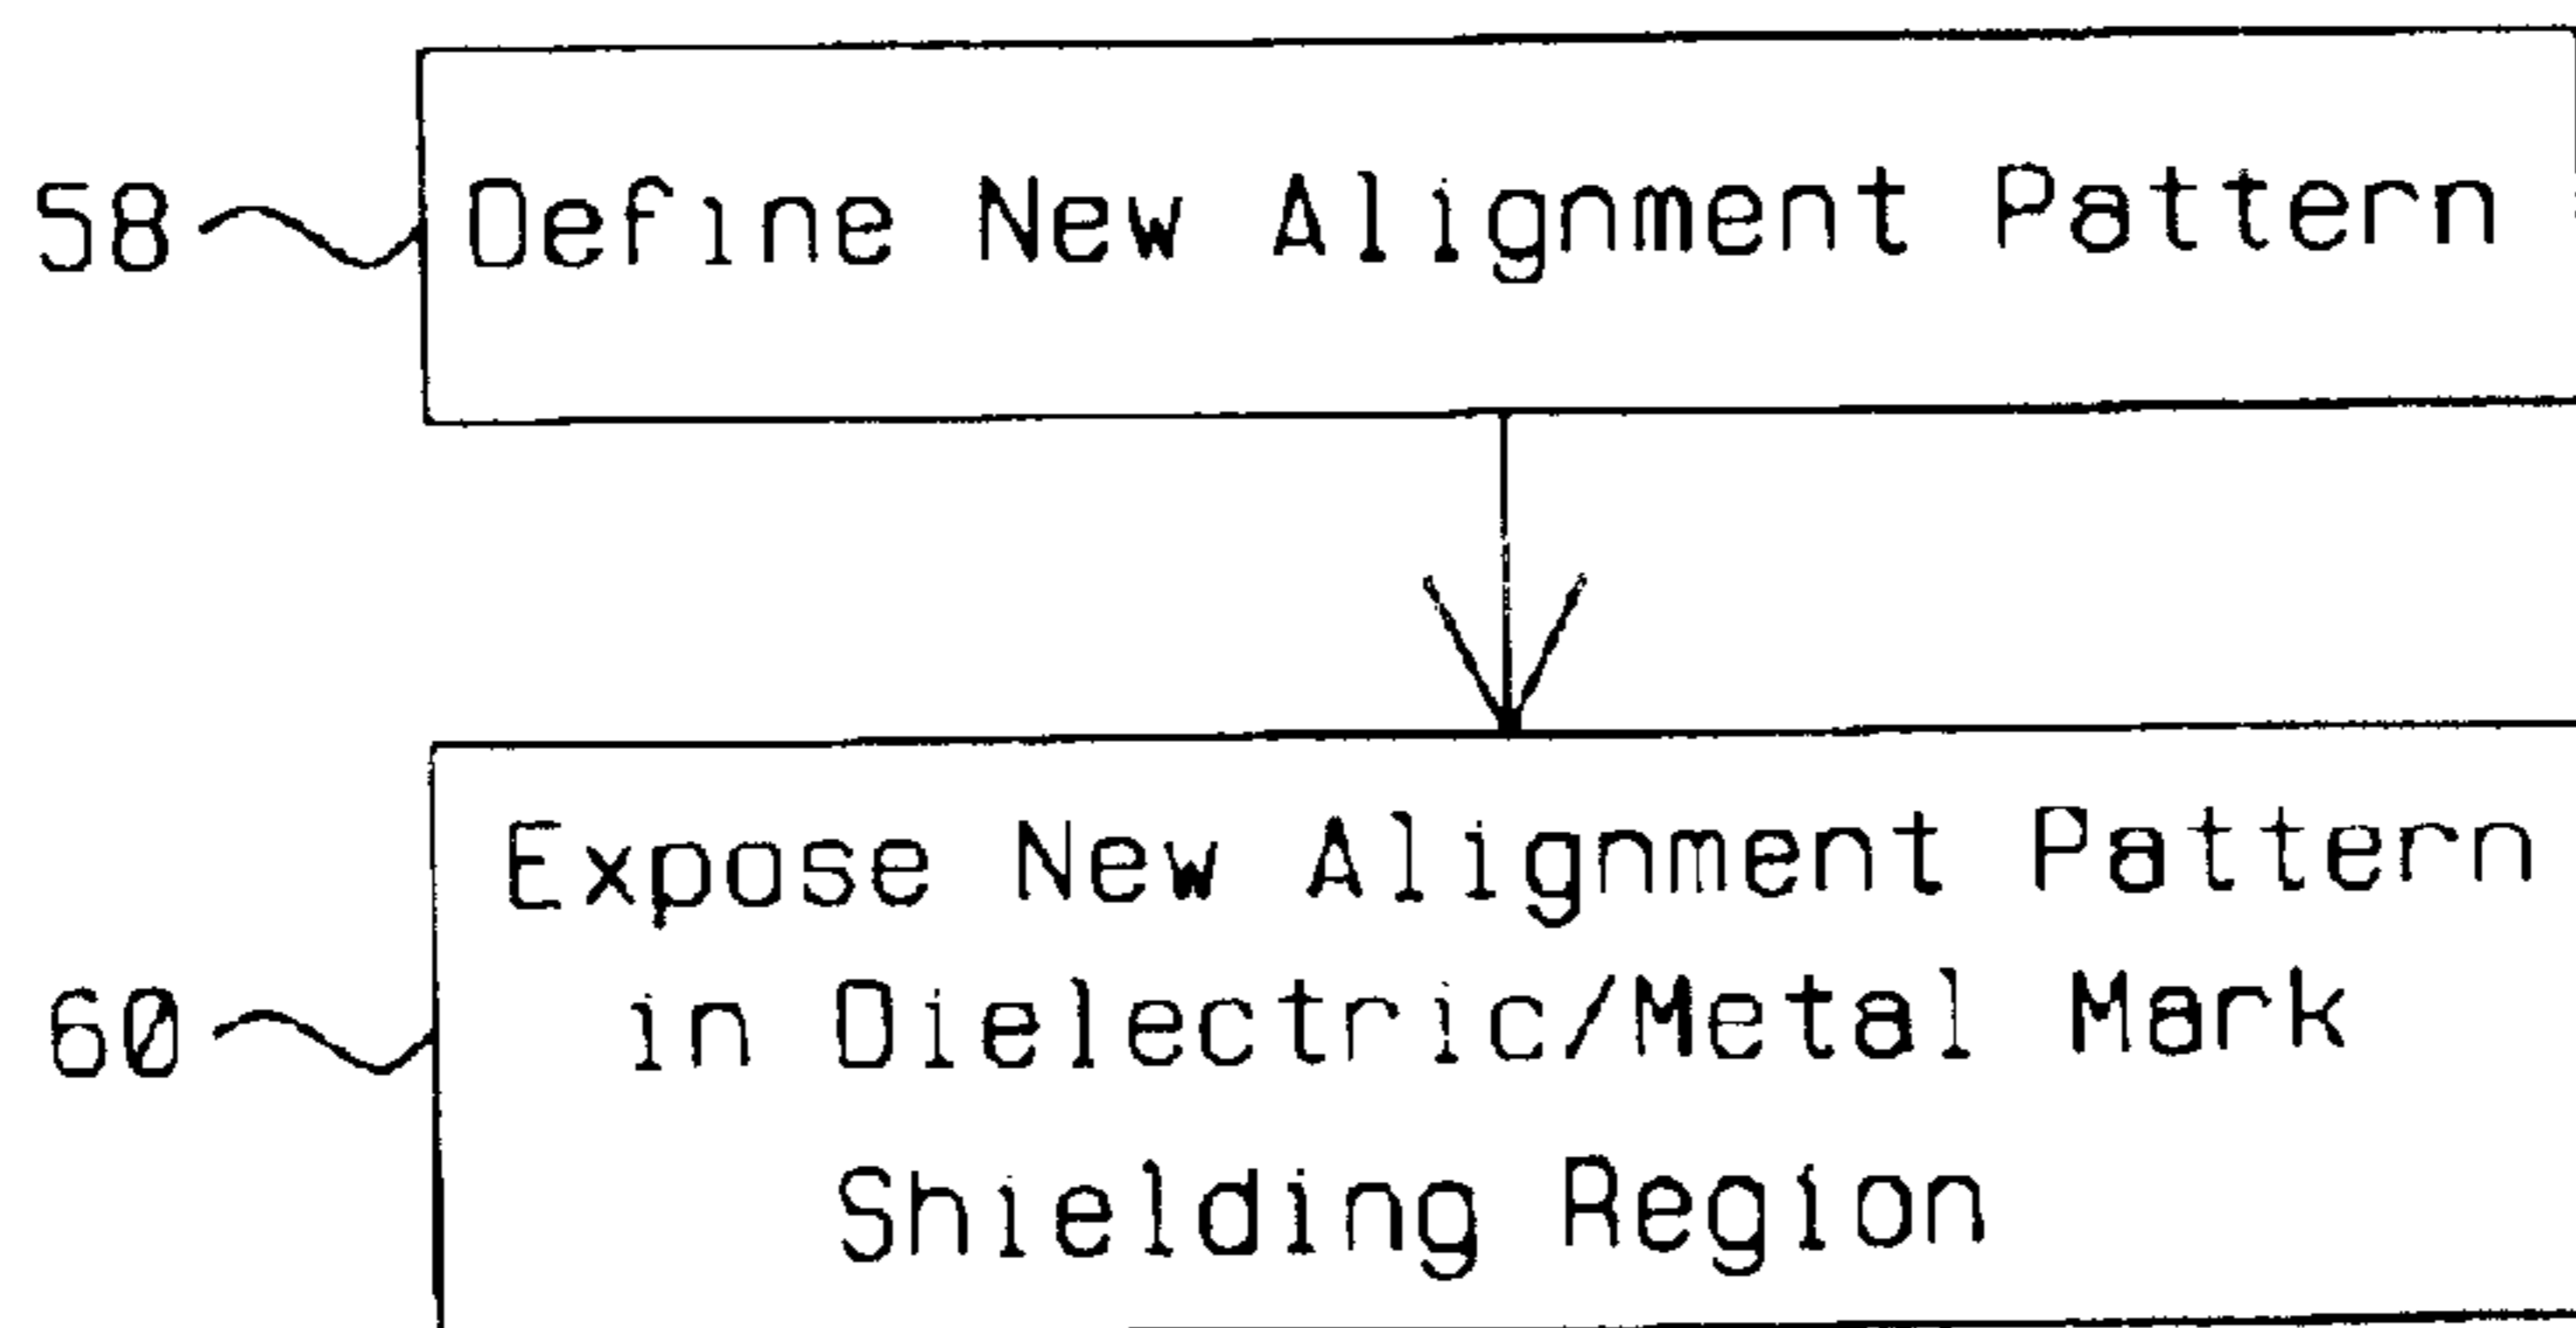 58
Define New Alignment Pattern
Expose New Alignment Pattern
60
in Dielectric/Metal Mark
Shielding Region